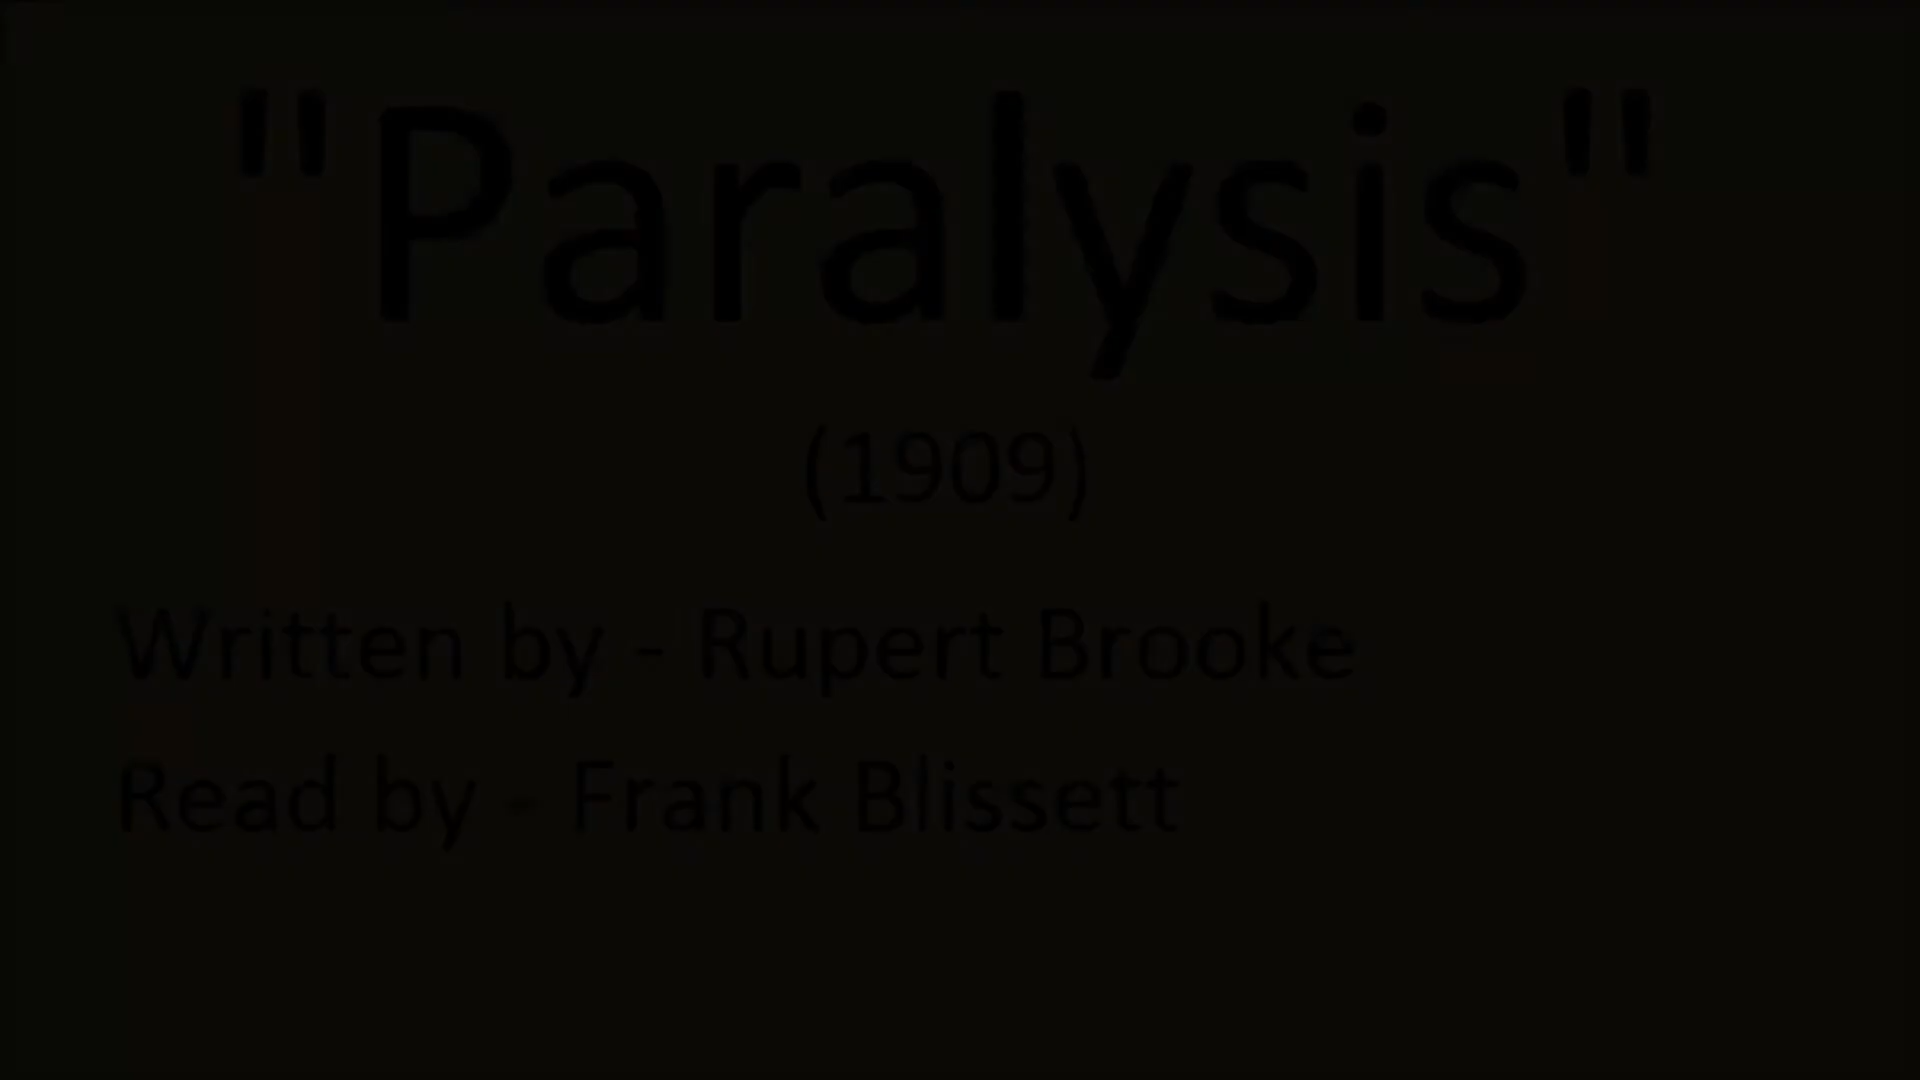 "Paralysis"
(1909)
Written by - Rupert Brooke
Read by - Frank Blissett